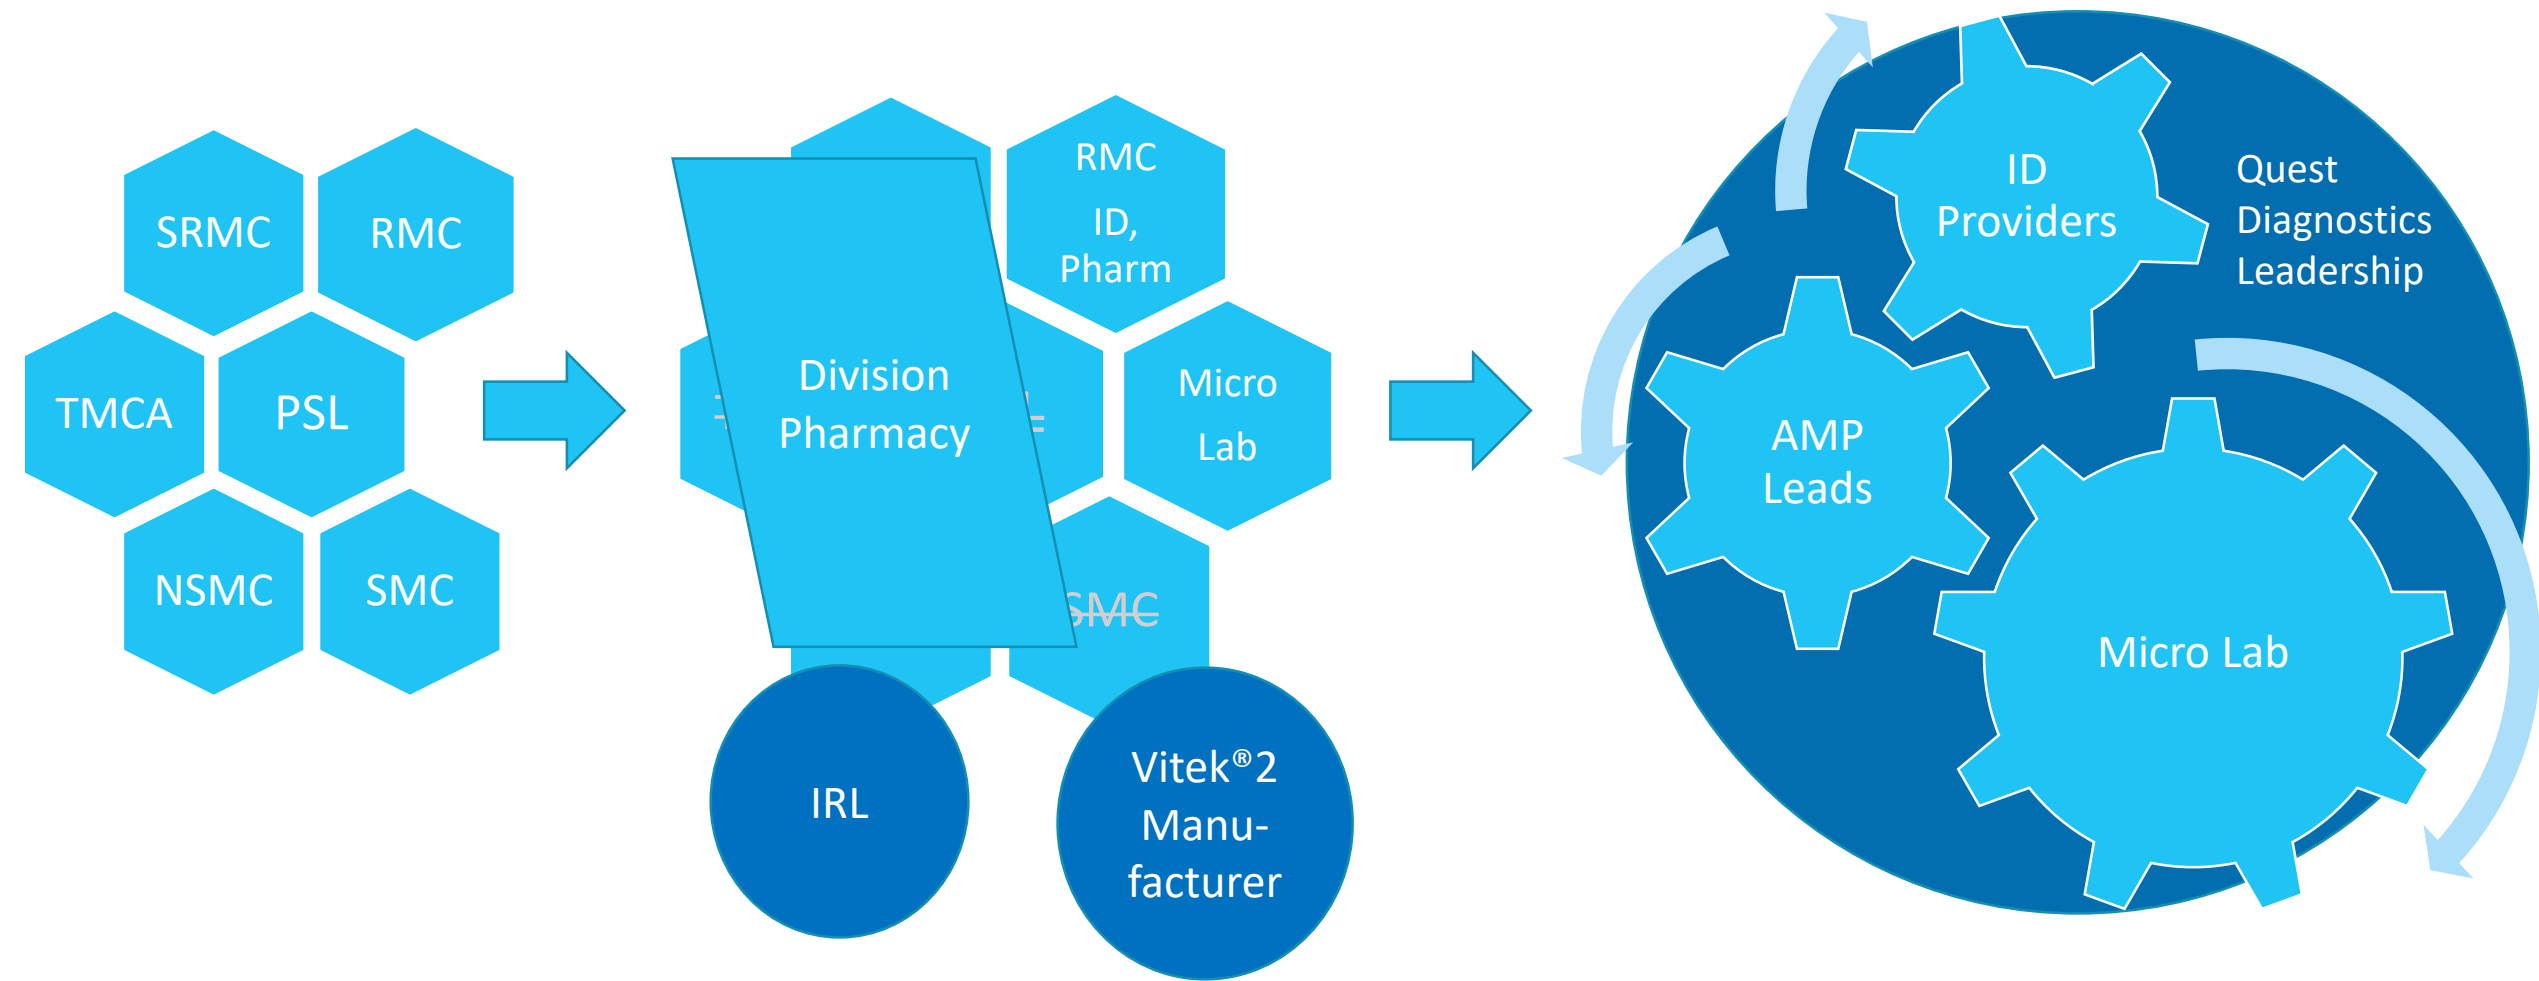 SRMC
RMC
TMCA
PSL
NSMC
SMC
RMC
ID,
Pharm
Division
Pharmacy
Micro
Lab
SMC
IRL
Vitek®2
Manu-
facturer
ID
Providers
Quest
Diagnostics
Leadership
AMP
Leads
Micro Lab